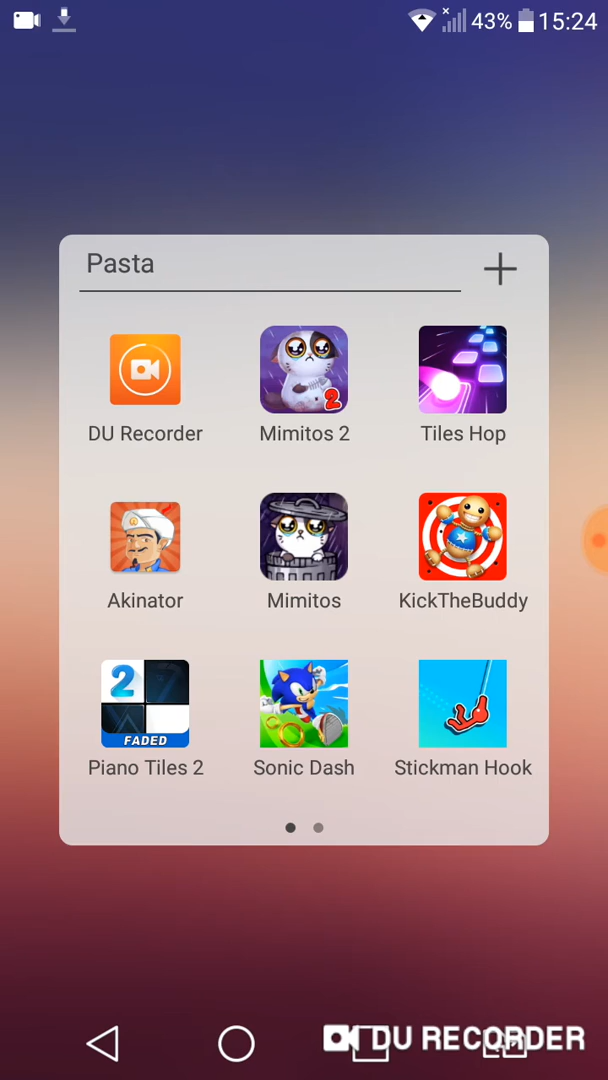 43% 15:24
Pasta
DU Recorder Mimitos 2 Tiles Hop
2
Akinator Mimitos KickTheBuddy
2
FADED
Piano Tiles 2 Sonic Dash Stickman Hook
DU RECORDER